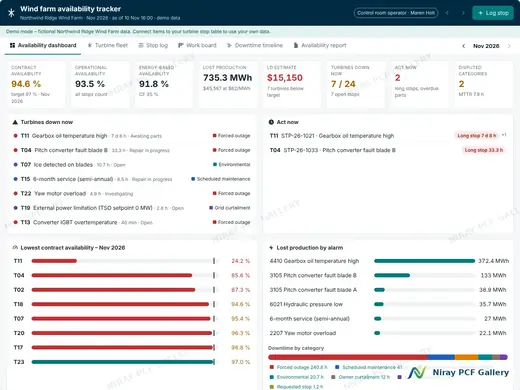 Wind farm availability tracker
Northwind Ridge Wind Farm · Nov 2026 · as of 10 Nov 16:00 · demo data
Control room operator · Maren Holt
+ Log stop
Demo mode – fictional Northwind Ridge Wind Farm data. Connect items to your turbine stop table to use your own data.
Availability dashboard
Turbine fleet
Stop log
Work board
Downtime timeline
Availability report
Nov 2026
CONTRACT AVAILABILITY
94.6 %
target 97 % · Nov 2026
OPERATIONAL AVAILABILITY
93.5 %
all stops count
ENERGY-BASED AVAILABILITY
91.8 %
CF 35 %
LOST PRODUCTION
735.3 MWh
$45,567 at $62/MWh
LD ESTIMATE
$15,150
7 turbines below target
TURBINES DOWN NOW
7 / 24
7 open stops
ACT NOW
2
long stops, overdue parts
DISPUTED CATEGORIES
2
MTTR 7.9 h
Turbines down now
T11 Gearbox oil temperature high · 7 d 8 h · Awaiting parts
Forced outage
T04 Pitch converter fault blade B · 33.3 h · Repair in progress
Forced outage
T07 Ice detected on blades · 10.7 h · Open
Environmental
T15 6-month service (semi-annual) · 8.5 h · Repair in progress
Scheduled maintenance
T22 Yaw motor overload · 4.9 h · Investigating
Forced outage
T19 External power limitation (TSO setpoint 0 MW) · 2.8 h · Open
Grid curtailment
T13 Converter IGBT overtemperature · 40 min · Open
Forced outage
Act now
T11 STP-26-1021 · Gearbox oil temperature high
Long stop 7 d 8 h
+1
T04 STP-26-1033 · Pitch converter fault blade B
Long stop 33.3 h
Lowest contract availability – Nov 2026
T11 24.2 %
T04 85.6 %
T02 87.3 %
T18 94.6 %
T07 95.4 %
T20 96.3 %
T17 96.8 %
T23 97.0 %
Lost production by alarm
4410 Gearbox oil temperature high 372.4 MWh
3105 Pitch converter fault blade B 133 MWh
3105 Pitch converter fault blade A 38.9 MWh
6021 Hydraulic pressure low 35.7 MWh
6-month service (semi-annual) 27 MWh
2207 Yaw motor overload 22.1 MWh
Downtime by category
Forced outage 240.8 h
Scheduled maintenance 41
Environmental 20.7 h
Owner curtailment 12 h
Requested stop 1.2 h
Niray PCF Gallery